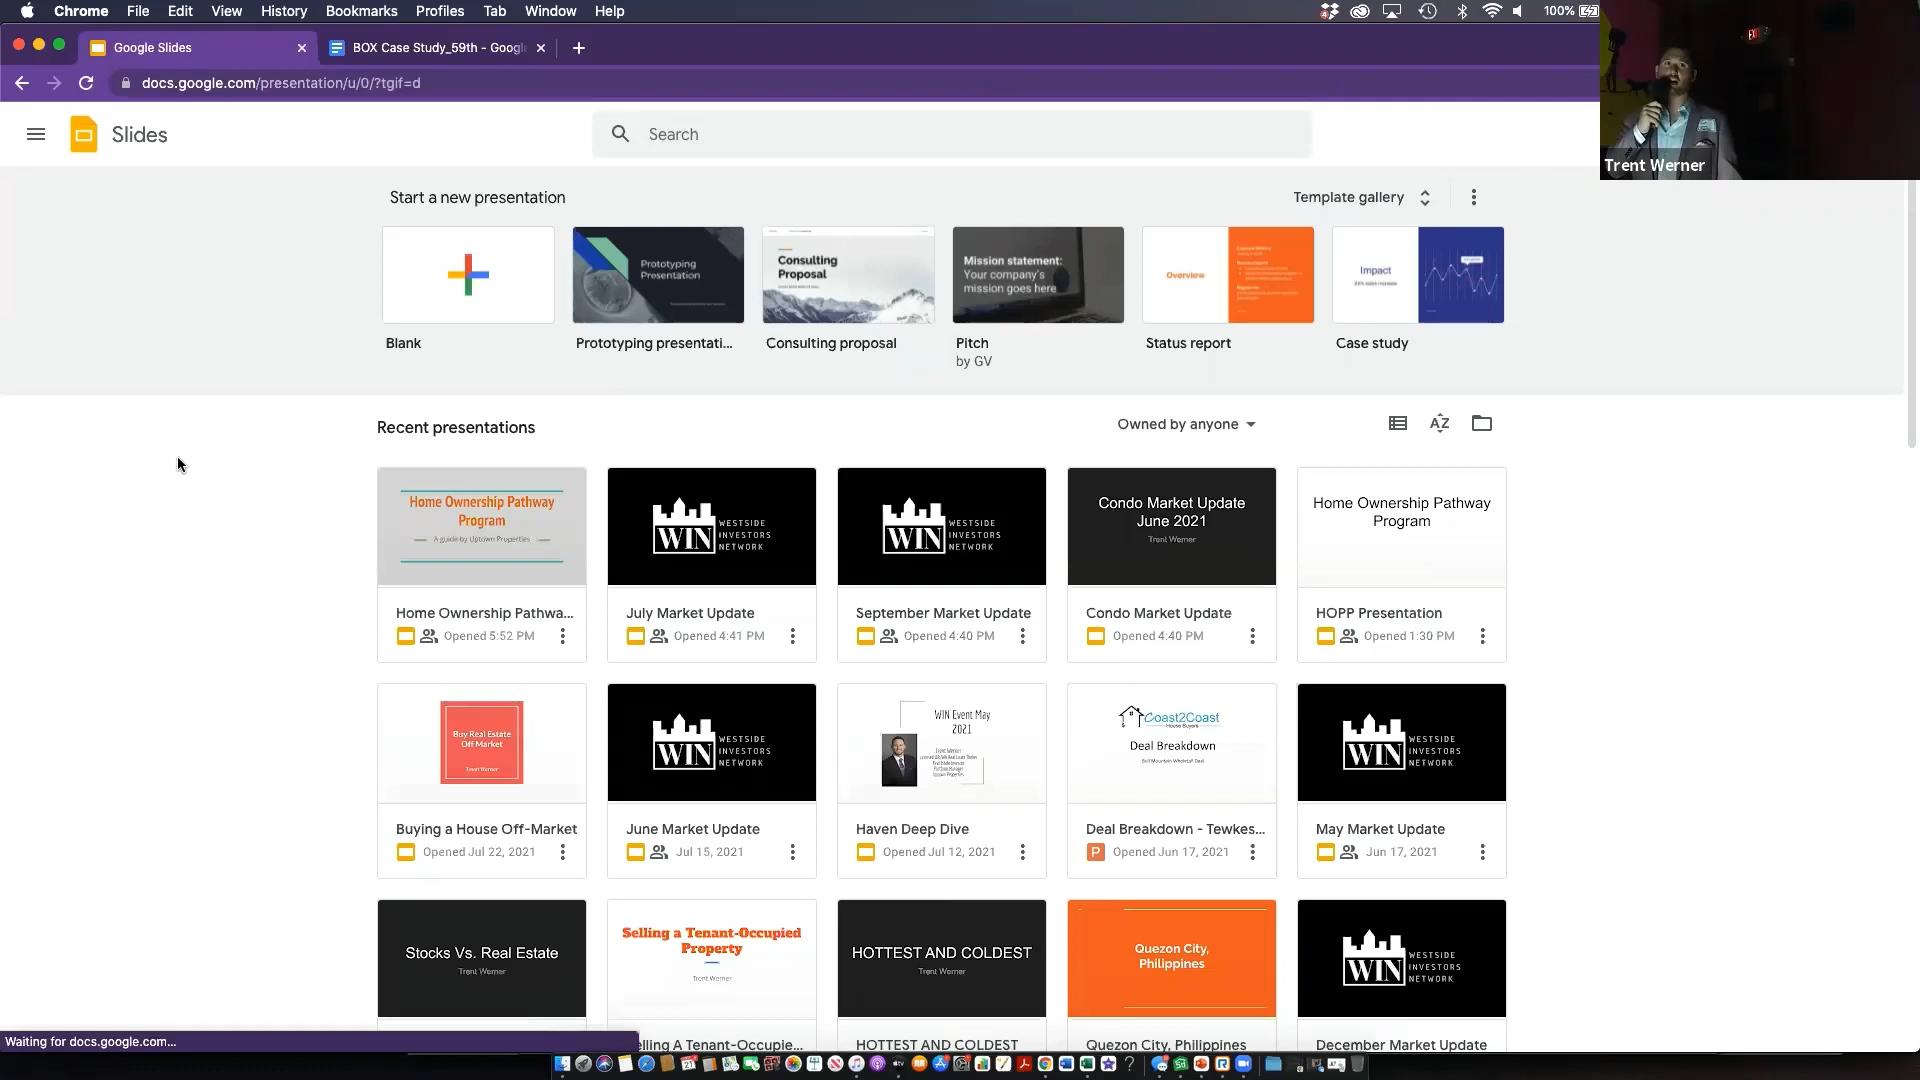 Chrome File Edit View History Bookmarks Profiles Tab Window Help 100%
Google Slides
BOX Case Study_59th - Googl
docs.google.com/presentation/u/0/?tgif=d
Slides
Search
EXIT
Trent Werner
Start a new presentation
Template gallery
Prototyping
Presentation
Consulting
Proposal
Mission statement:
Your company's
mission goes here
Overview
Impact
Blank
Prototyping presentati...
Consulting proposal
Pitch
by GV
Status report
Case study
Recent presentations
Owned by anyone
AZ
Home Ownership Pathway
Program
A guide by Uptown Properties
WIN
WESTSIDE
INVESTORS
NETWORK
WIN
WESTSIDE
INVESTORS
NETWORK
Condo Market Update
June 2021
Trent Werner
Home Ownership Pathway
Program
Home Ownership Pathwa...
Opened 5:52 PM
July Market Update
Opened 4:41 PM
September Market Update
Opened 4:40 PM
Condo Market Update
Opened 4:40 PM
HOPP Presentation
Opened 1:30 PM
Buy Real Estate
Off Market
Trent Werner
WIN
WESTSIDE
INVESTORS
NETWORK
WIN Event May
2021
Trent Werner
Coast2Coast
House Buyers
Deal Breakdown
WIN
WESTSIDE
INVESTORS
NETWORK
Buying a House Off-Market
Opened Jul 22, 2021
June Market Update
Jul 15, 2021
Haven Deep Dive
Opened Jul 12, 2021
Deal Breakdown - Tewkes...
P Opened Jun 17, 2021
May Market Update
Jun 17, 2021
Stocks Vs. Real Estate
Trent Werner
Selling a Tenant-Occupied
Property
Trent Werner
HOTTEST AND COLDEST
Trent Werner
Quezon City,
Philippines
WIN
WESTSIDE
INVESTORS
NETWORK
Waiting for docs.google.com...
elling A Tenant-Occupie...
HOTTEST AND COLDEST
Quezon City, Philippines
December Market Update